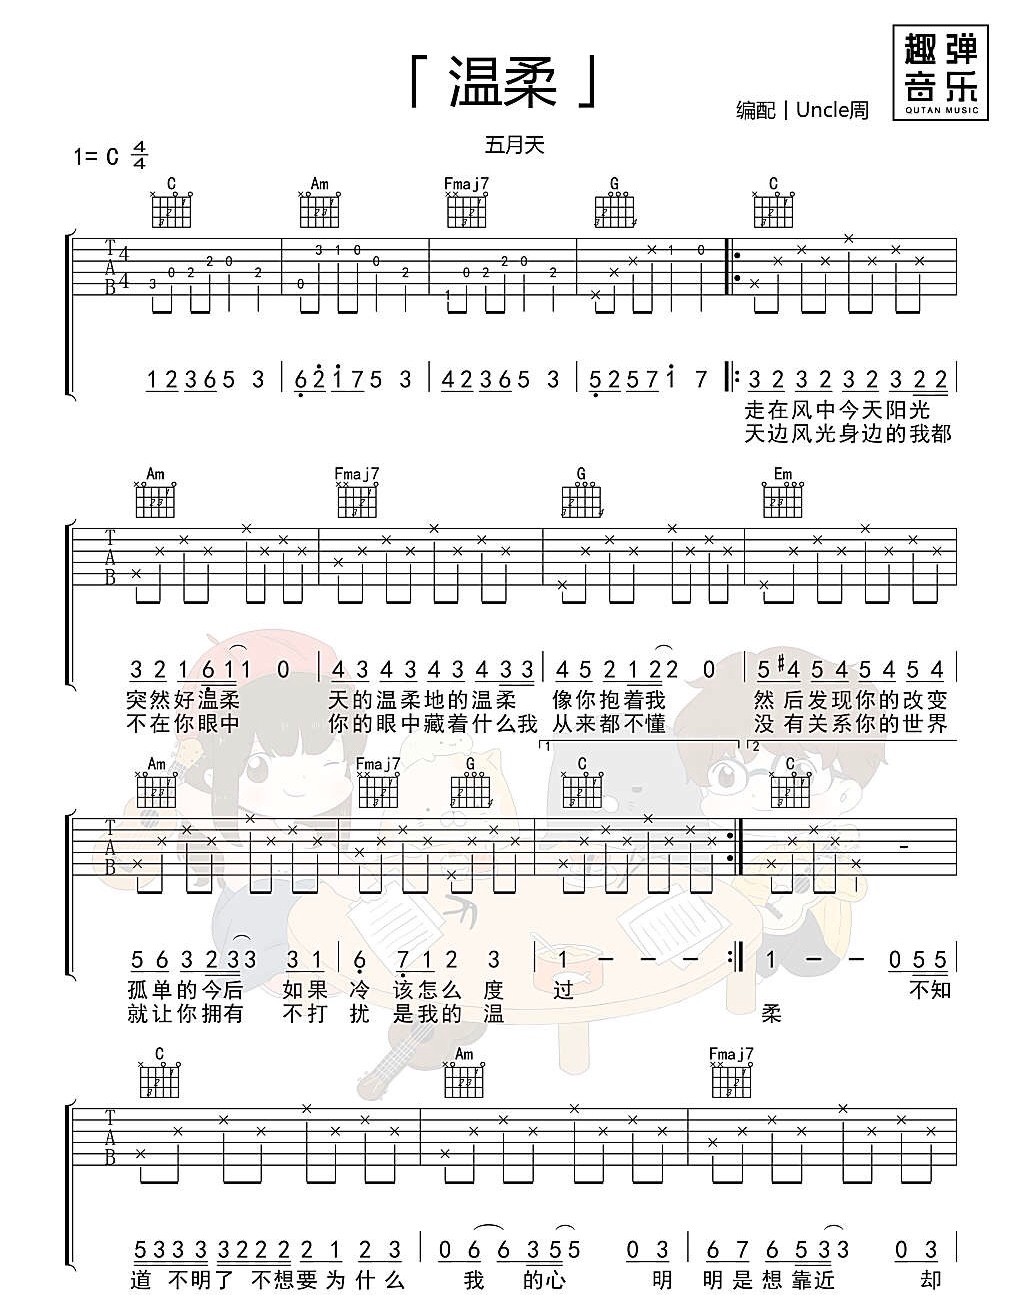 「 温柔 」
趣弹
音乐
QUTAN MUSIC
编配 | Uncle周
五月天
1= C 4/4
C Am Fmaj7 G C
T A B 4 4
3 0 2 2 0 2 0 3 1 0 0 2 1 0 2 2 0 2 1 0
1 2 3 6 5 3 | 6 2 1 7 5 3 | 4 2 3 6 5 3 | 5 2 5 7 1 7 |: 3 2 3 2 3 2 3 2 2 |
走在风中今天阳光
天边风光身边的我都
Am Fmaj7 G Em
T A B
3 2 1 6 1 1 0 | 4 3 4 3 4 3 4 3 3 | 4 5 2 1 2 2 0 | 5 #4 5 4 5 4 5 4 |
突然好温柔 天的温柔地的温柔 像你抱着我 然后发现你的改变
不在你眼中 你的眼中藏着什么我 从来都不懂 没有关系你的世界
1 2
Am Fmaj7 G C C
T A B
5 6 3 2 3 3 3 1 | 6 7 1 2 3 | 1 － － － :| 1 － － 0 5 5 |
孤单的今后 如果 冷 该怎么 度 过 不知
就让你拥有 不打 扰 是我的 温 柔
C Am Fmaj7
T A B
5 3 3 3 3 2 2 2 2 1 2 3 | 0 6 6 3 5 5 0 3 | 6 7 6 5 3 3 0 3 |
道 不明了 不想要为什么 我 的心 明 明是想靠近 却